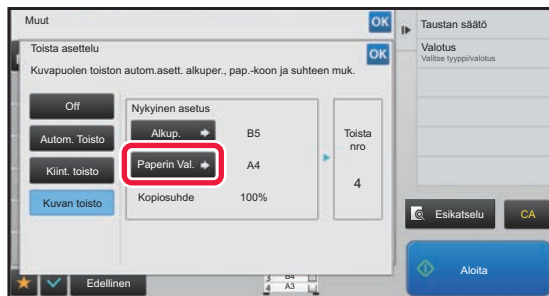 Muut
OK
Toista asettelu
OK
Kuvapuolen toiston autom.asett. alkuper., pap.-koon ja suhteen muk.
Off
Autom. Toisto
Kiint. toisto
Kuvan toisto
Nykyinen asetus
Alkup.
B5
Paperin Val.
A4
Kopiosuhde
100%
Toista
nro
4
Taustan säätö
Valotus
Valitse tyyppi/valotus
Esikatselu
CA
Aloita
Edellinen
3 B4
4 A3